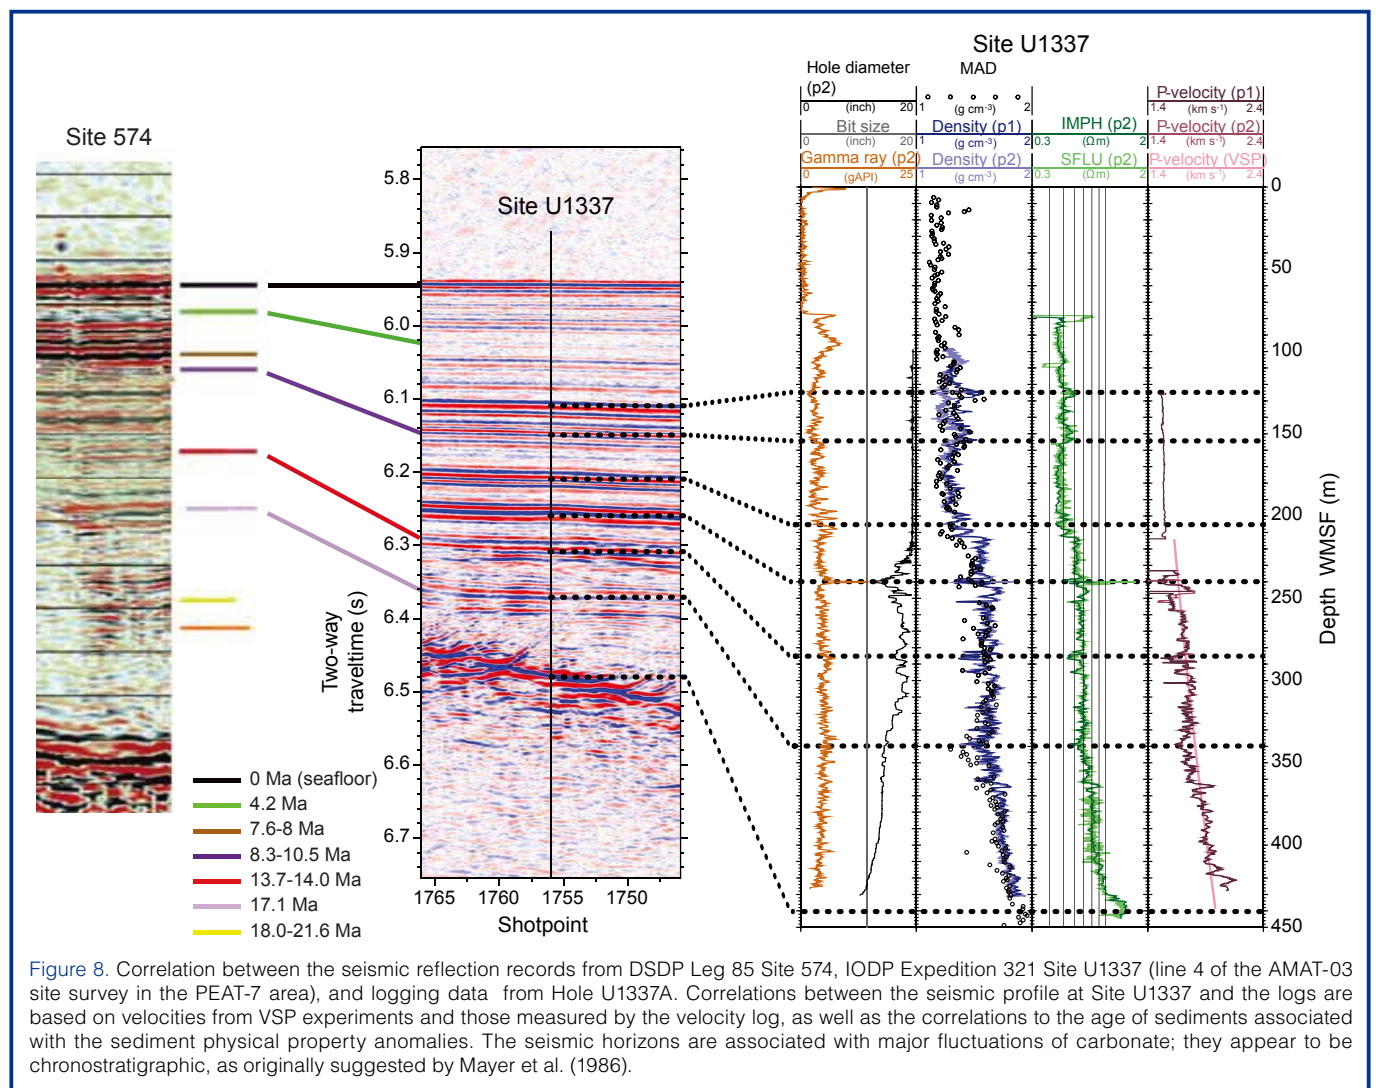 Site U1337
Hole diameter
(p2)
MAD
0 (inch) 20
1 (g cm-3) 2
P-velocity (p1)
1.4 (km s-1) 2.4
Bit size
0 (inch) 20
Density (p1)
1 (g cm-3) 2
IMPH (p2)
0.3 (Ωm) 2
P-velocity (p2)
1.4 (km s-1) 2.4
Gamma ray (p2)
0 (gAPI) 25
Density (p2)
1 (g cm-3) 2
SFLU (p2)
0.3 (Ωm) 2
P-velocity (VSP)
1.4 (km s-1) 2.4
Site 574
Site U1337
5.8
5.9
6.0
6.1
6.2
6.3
6.4
6.5
6.6
6.7
Two-way
traveltime (s)
1765 1760 1755 1750
Shotpoint
0
50
100
150
200
250
300
350
400
450
Depth WMSF (m)
0 Ma (seafloor)
4.2 Ma
7.6-8 Ma
8.3-10.5 Ma
13.7-14.0 Ma
17.1 Ma
18.0-21.6 Ma
Figure 8. Correlation between the seismic reflection records from DSDP Leg 85 Site 574, IODP Expedition 321 Site U1337 (line 4 of the AMAT-03
site survey in the PEAT-7 area), and logging data from Hole U1337A. Correlations between the seismic profile at Site U1337 and the logs are
based on velocities from VSP experiments and those measured by the velocity log, as well as the correlations to the age of sediments associated
with the sediment physical property anomalies. The seismic horizons are associated with major fluctuations of carbonate; they appear to be
chronostratigraphic, as originally suggested by Mayer et al. (1986).